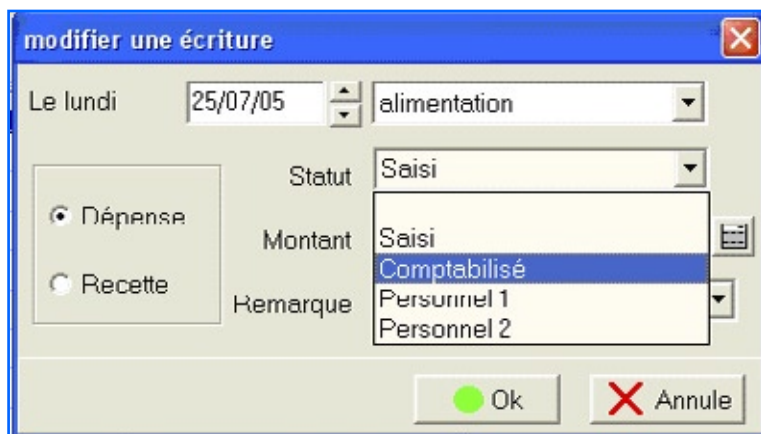 modifier une écriture
Le lundi 25/07/05 alimentation
Statut Saisi
Dépense
Montant Saisi
Comptabilisé
Recette
Remarque Personnel 1
Personnel 2
Ok Annule